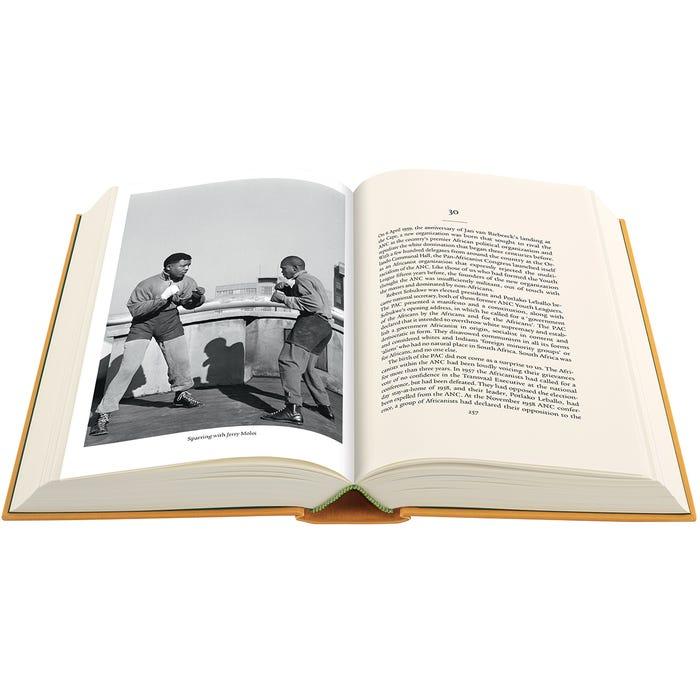 Sparring with Jerry Moloi
30
On 6 April 1959, the anniversary of Jan van Riebeeck's landing at
the Cape, a new organization was born that sought to rival the
ANC as the country's premier African political organization and
repudiate the white domination that began three centuries before.
With a few hundred delegates from around the country at the Or-
lando Communal Hall, the Pan-Africanist Congress launched itself
as an Africanist organization that expressly rejected the multi-
racialism of the ANC. Like those of us who had formed the Youth
League fifteen years before, the founders of the new organization
thought the ANC was insufficiently militant, out of touch with
the masses and dominated by non-Africans.
Robert Sobukwe was elected president and Potlako Leballo be-
came national secretary, both of them former ANC Youth Leaguers.
The PAC presented a manifesto and a constitution, along with
Sobukwe's opening address, in which he called for a 'government
of the Africans by the Africans and for the Africans'. The PAC
declared that it intended to overthrow white supremacy and estab-
lish a government Africanist in origin, socialist in content and
democratic in form. They disavowed communism in all its forms
and considered whites and Indians 'foreign minority groups' or
'aliens' who had no natural place in South Africa. South Africa was
for Africans, and no one else.
The birth of the PAC did not come as a surprise to us. The Afri-
canists within the ANC had been loudly voicing their grievances
for more than three years. In 1957 the Africanists had called for a
vote of no confidence in the Transvaal Executive at the national
conference, but had been defeated. They had opposed the election-
day stay-at-home of 1958, and their leader, Potlako Leballo, had
been expelled from the ANC. At the November 1958 ANC confer-
ence, a group of Africanists had declared their opposition to the
257